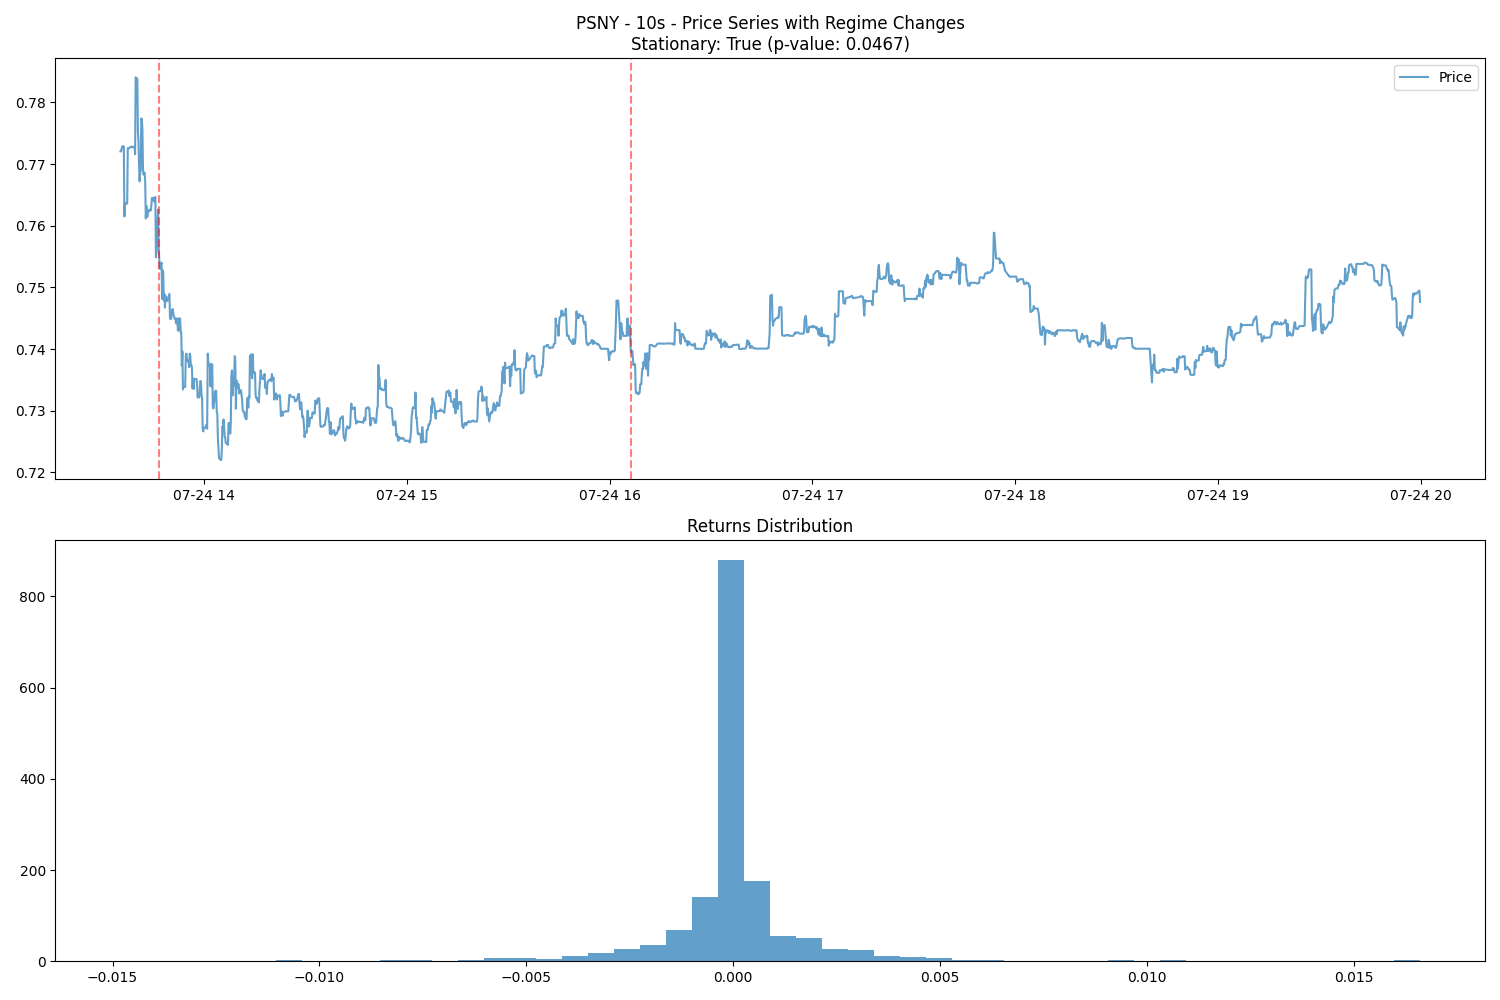 PSNY - 10s - Price Series with Regime Changes
Stationary: True (p-value: 0.0467)
Price
0.78
0.77
0.76
0.75
0.74
0.73
0.72
07-24 14 07-24 15 07-24 16 07-24 17 07-24 18 07-24 19 07-24 20
Returns Distribution
800
600
400
200
0
−0.015 −0.010 −0.005 0.000 0.005 0.010 0.015